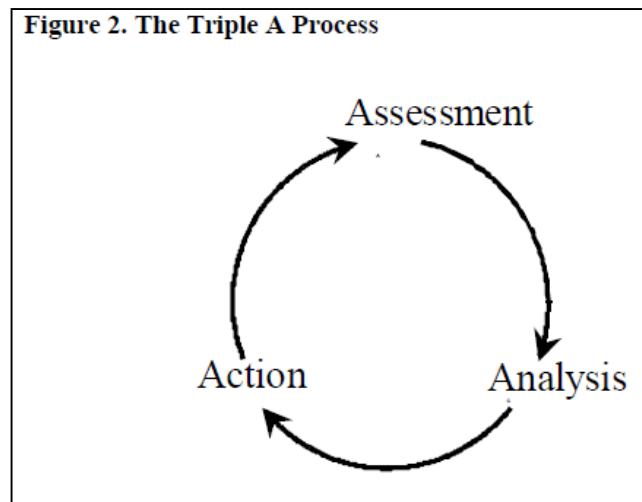 Figure 2. The Triple A Process
Assessment
Action
Analysis